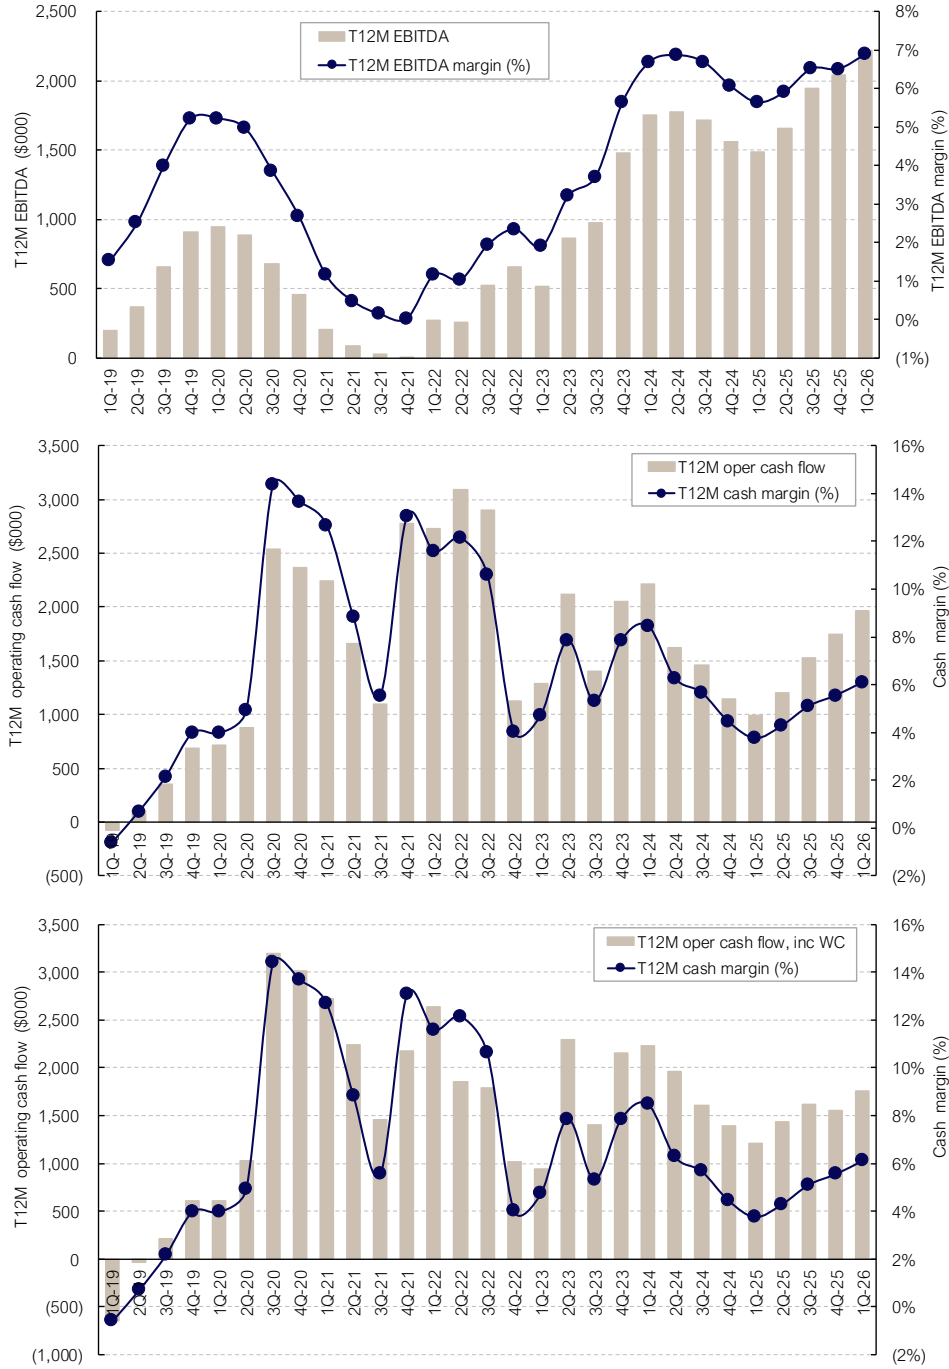 2,500
2,000
1,500
1,000
500
0
T12M EBITDA ($000)
T12M EBITDA
T12M EBITDA margin (%)
8%
7%
6%
5%
4%
3%
2%
1%
0%
(1%)
T12M EBITDA margin (%)
1Q-19
2Q-19
3Q-19
4Q-19
1Q-20
2Q-20
3Q-20
4Q-20
1Q-21
2Q-21
3Q-21
4Q-21
1Q-22
2Q-22
3Q-22
4Q-22
1Q-23
2Q-23
3Q-23
4Q-23
1Q-24
2Q-24
3Q-24
4Q-24
1Q-25
2Q-25
3Q-25
4Q-25
1Q-26
3,500
3,000
2,500
2,000
1,500
1,000
500
0
(500)
T12M operating cash flow ($000)
T12M oper cash flow
T12M cash margin (%)
16%
14%
12%
10%
8%
6%
4%
2%
0%
(2%)
Cash margin (%)
1Q-19
2Q-19
3Q-19
4Q-19
1Q-20
2Q-20
3Q-20
4Q-20
1Q-21
2Q-21
3Q-21
4Q-21
1Q-22
2Q-22
3Q-22
4Q-22
1Q-23
2Q-23
3Q-23
4Q-23
1Q-24
2Q-24
3Q-24
4Q-24
1Q-25
2Q-25
3Q-25
4Q-25
1Q-26
3,500
3,000
2,500
2,000
1,500
1,000
500
0
(500)
(1,000)
T12M operating cash flow ($000)
T12M oper cash flow, inc WC
T12M cash margin (%)
16%
14%
12%
10%
8%
6%
4%
2%
0%
(2%)
Cash margin (%)
1Q-19
2Q-19
3Q-19
4Q-19
1Q-20
2Q-20
3Q-20
4Q-20
1Q-21
2Q-21
3Q-21
4Q-21
1Q-22
2Q-22
3Q-22
4Q-22
1Q-23
2Q-23
3Q-23
4Q-23
1Q-24
2Q-24
3Q-24
4Q-24
1Q-25
2Q-25
3Q-25
4Q-25
1Q-26